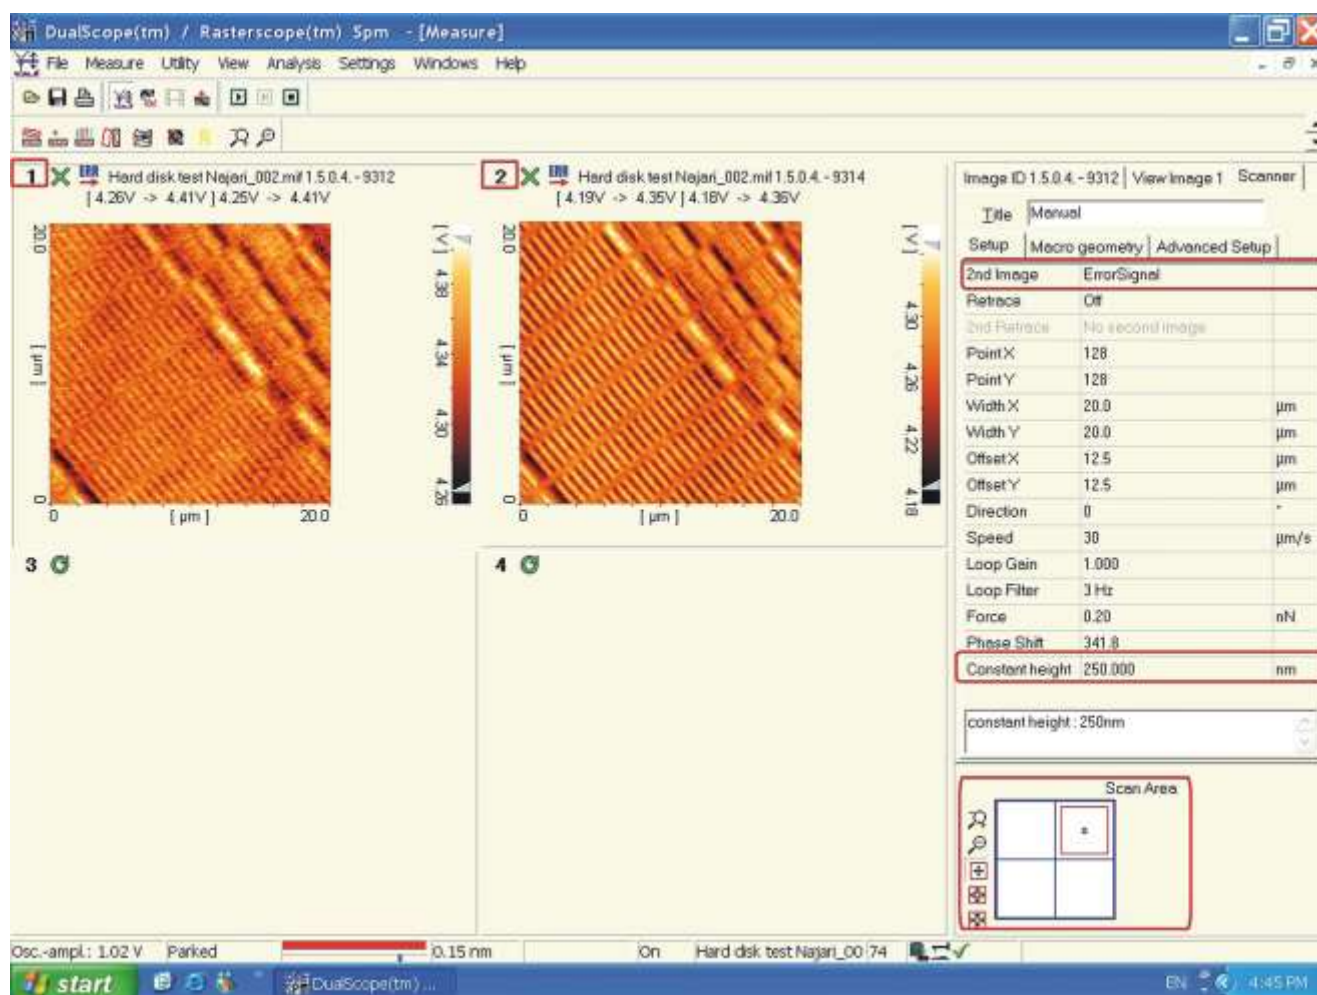 DualScope(tm) / Rasterscope(tm) Spm - [Measure]
File Measure Utility View Analysis Settings Windows Help
1 ERR Hard disk test Najari_002.mif 1.5.0.4. - 9312
[ 4.26V -> 4.41V ] 4.25V -> 4.41V
20.0
[ µm ]
0
0 [ µm ] 20.0
[ V ]
4.38
4.34
4.30
4.26
2 ERR Hard disk test Najari_002.mif 1.5.0.4. - 9314
[ 4.19V -> 4.35V ] 4.18V -> 4.36V
20.0
[ µm ]
0
0 [ µm ] 20.0
[ V ]
4.30
4.26
4.22
4.18
3
4
Image ID 1.5.0.4. - 9312 View Image 1 Scanner
Title Manual
Setup Macro geometry Advanced Setup
2nd Image ErrorSignal
Retrace Off
2nd Retrace No second image
Point X 128
Point Y 128
Width X 20.0 µm
Width Y 20.0 µm
Offset X 12.5 µm
Offset Y 12.5 µm
Direction 0 °
Speed 30 µm/s
Loop Gain 1.000
Loop Filter 3 Hz
Force 0.20 nN
Phase Shift 341.8
Constant height 250.000 nm
constant height : 250nm
Scan Area
Osc.-ampl.: 1.02 V Parked 0.15 nm On Hard disk test Najari_00 74
start DualScope(tm) ... EN 4:45 PM